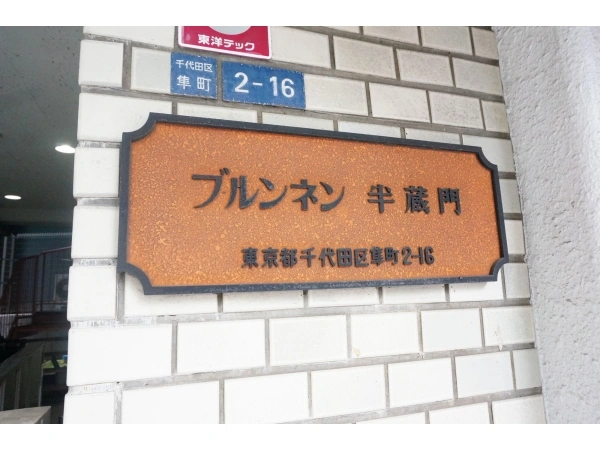 東洋テック
千代田区
隼町
2-16
ブルンネン 半蔵門
東京都千代田区隼町2-16